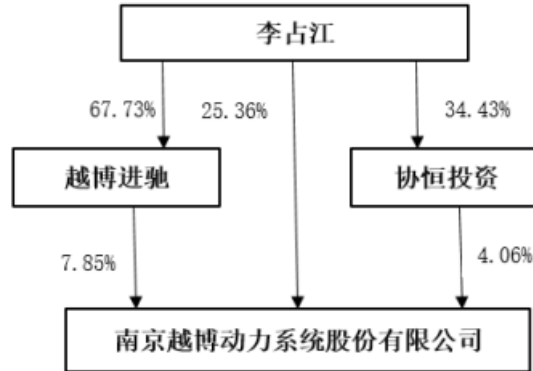 李占江
67.73%
25.36%
34.43%
越博进驰
协恒投资
7.85%
4.06%
南京越博动力系统股份有限公司